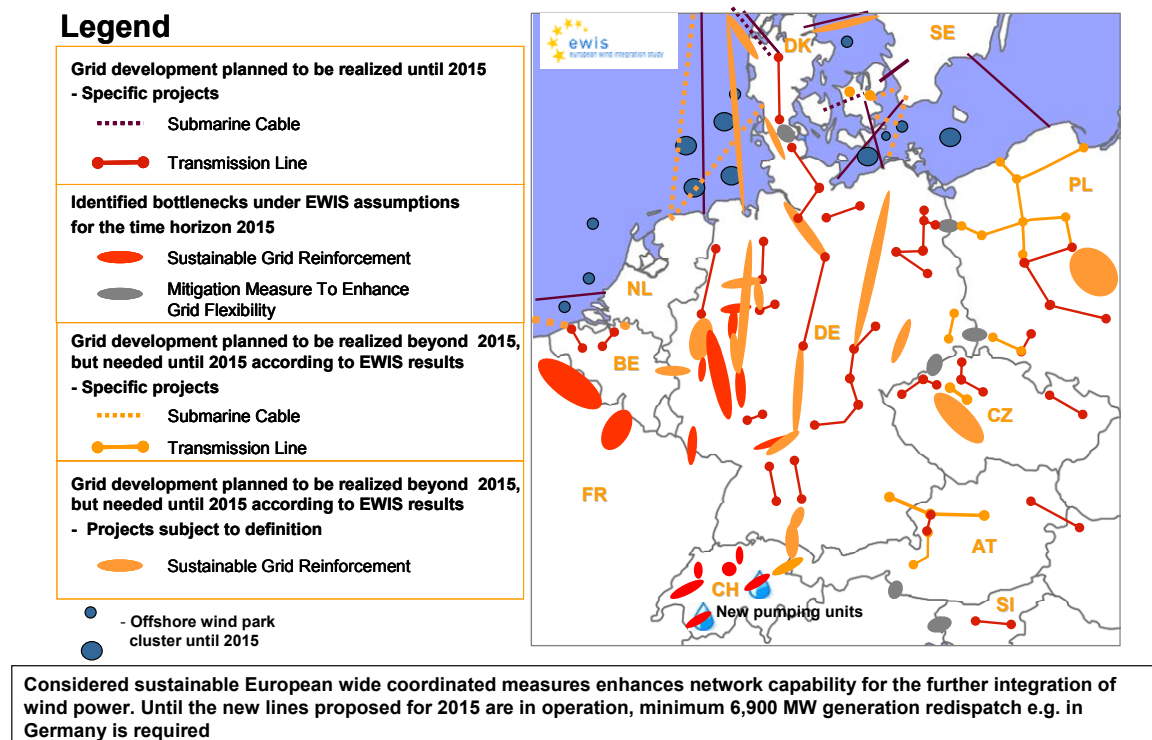 Legend
Grid development planned to be realized until 2015
- Specific projects
Submarine Cable
Transmission Line
Identified bottlenecks under EWIS assumptions
for the time horizon 2015
Sustainable Grid Reinforcement
Mitigation Measure To Enhance
Grid Flexibility
Grid development planned to be realized beyond 2015,
but needed until 2015 according to EWIS results
- Specific projects
Submarine Cable
Transmission Line
Grid development planned to be realized beyond 2015,
but needed until 2015 according to EWIS results
- Projects subject to definition
Sustainable Grid Reinforcement
- Offshore wind park
cluster until 2015
ewis
european wind integration study
DK
SE
PL
NL
DE
BE
CZ
FR
AT
CH
SI
New pumping units
Considered sustainable European wide coordinated measures enhances network capability for the further integration of
wind power. Until the new lines proposed for 2015 are in operation, minimum 6,900 MW generation redispatch e.g. in
Germany is required